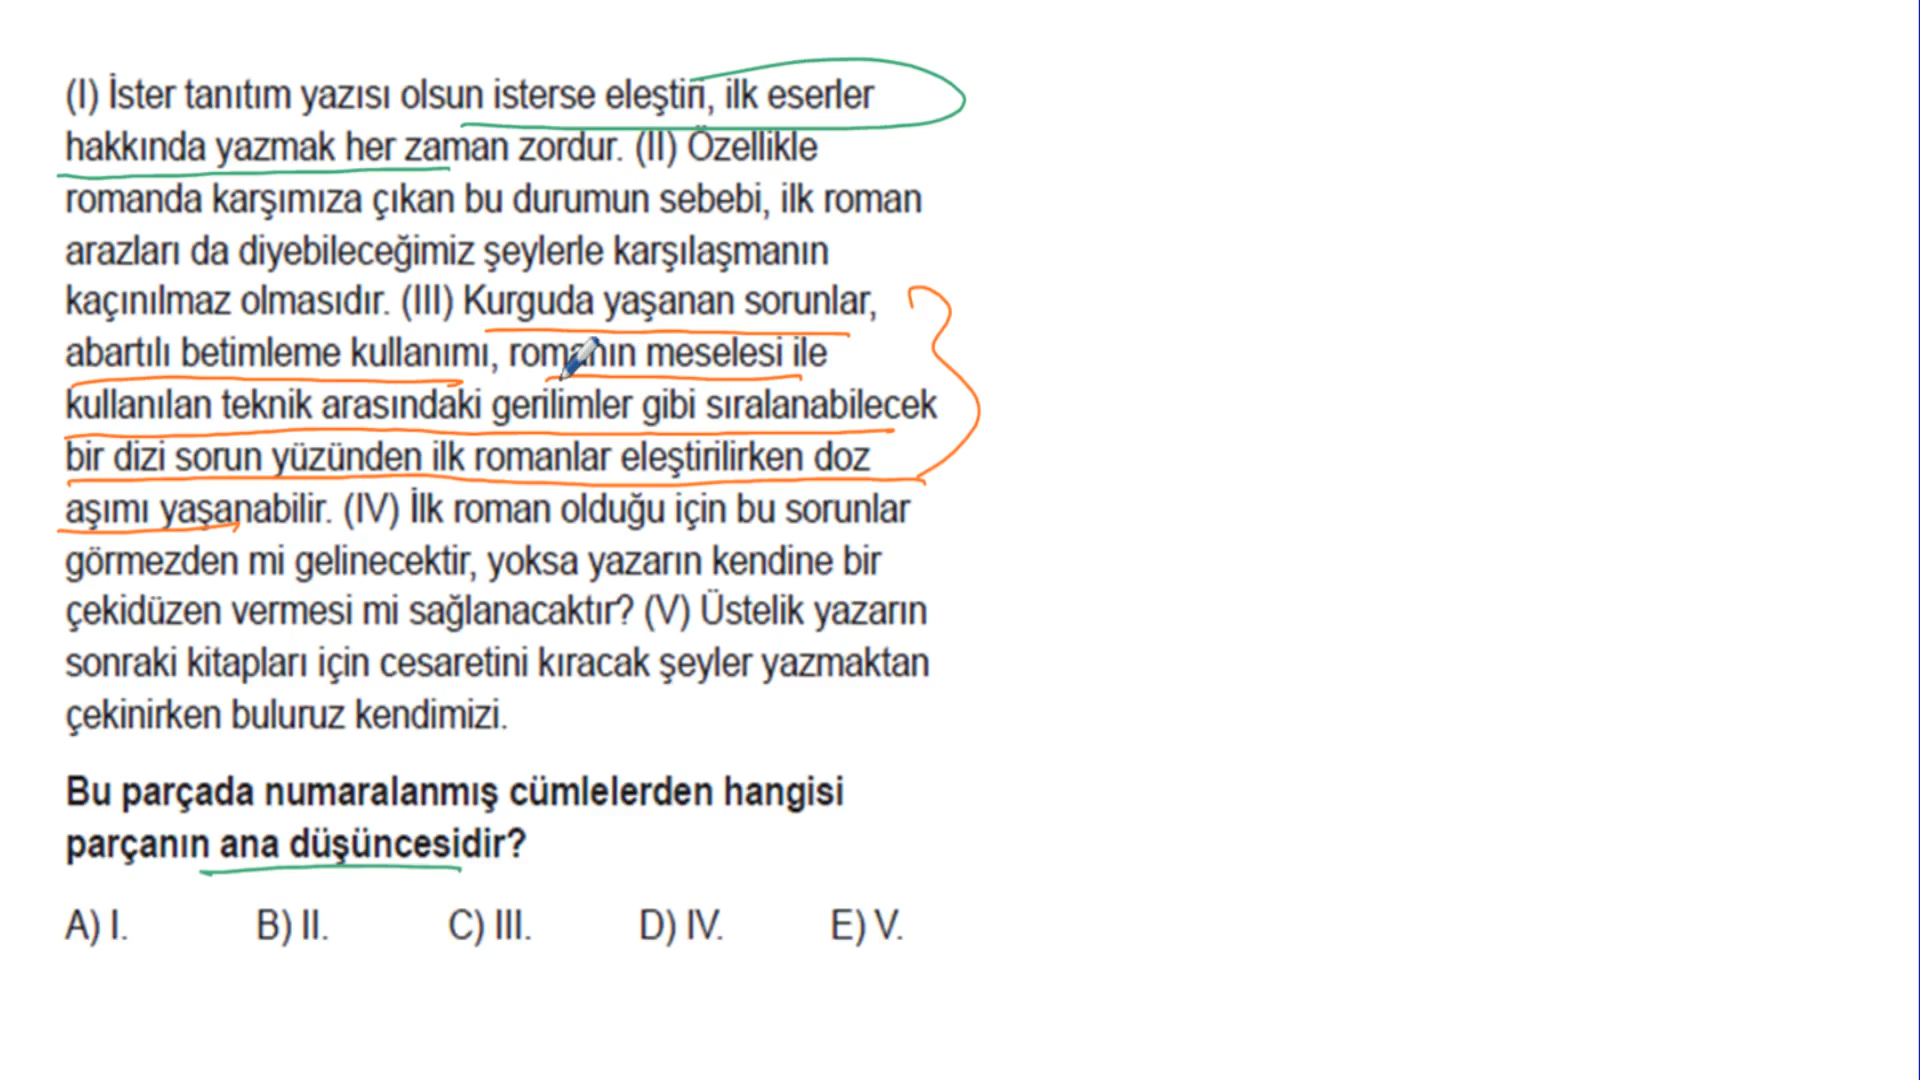 (I) İster tanıtım yazısı olsun isterse eleştiri, ilk eserler
hakkında yazmak her zaman zordur. (II) Özellikle
romanda karşımıza çıkan bu durumun sebebi, ilk roman
arazları da diyebileceğimiz şeylerle karşılaşmanın
kaçınılmaz olmasıdır. (III) Kurguda yaşanan sorunlar,
abartılı betimleme kullanımı, romanın meselesi ile
kullanılan teknik arasındaki gerilimler gibi sıralanabilecek
bir dizi sorun yüzünden ilk romanlar eleştirilirken doz
aşımı yaşanabilir. (IV) İlk roman olduğu için bu sorunlar
görmezden mi gelinecektir, yoksa yazarın kendine bir
çekidüzen vermesi mi sağlanacaktır? (V) Üstelik yazarın
sonraki kitapları için cesaretini kıracak şeyler yazmaktan
çekinirken buluruz kendimizi.
Bu parçada numaralanmış cümlelerden hangisi
parçanın ana düşüncesidir?
A) I. B) II. C) III. D) IV. E) V.